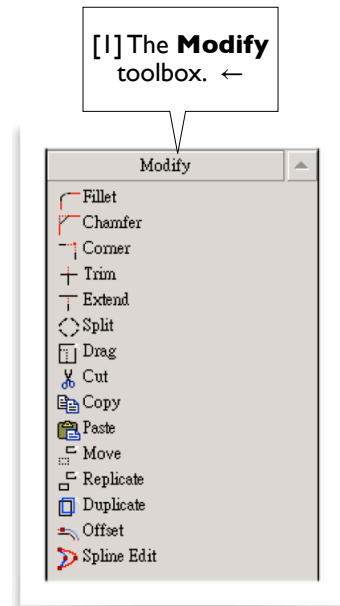 [1] The Modify
toolbox. ←
Modify
Fillet
Chamfer
Corner
Trim
Extend
Split
Drag
Cut
Copy
Paste
Move
Replicate
Duplicate
Offset
Spline Edit